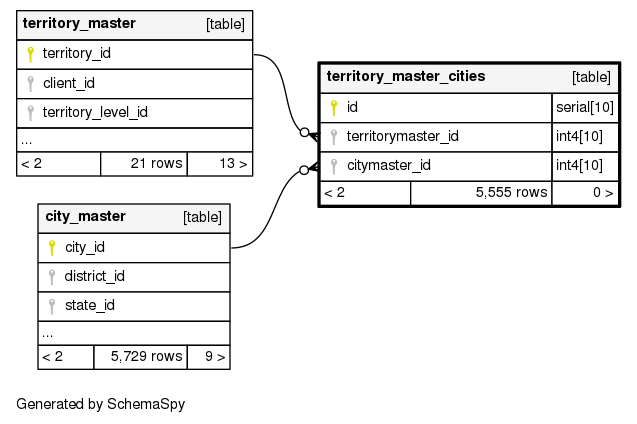 territory_master [table]
territory_id
client_id
territory_level_id
...
< 2 21 rows 13 >
territory_master_cities [table]
id serial[10]
territorymaster_id int4[10]
citymaster_id int4[10]
< 2 5,555 rows 0 >
city_master [table]
city_id
district_id
state_id
...
< 2 5,729 rows 9 >
Generated by SchemaSpy